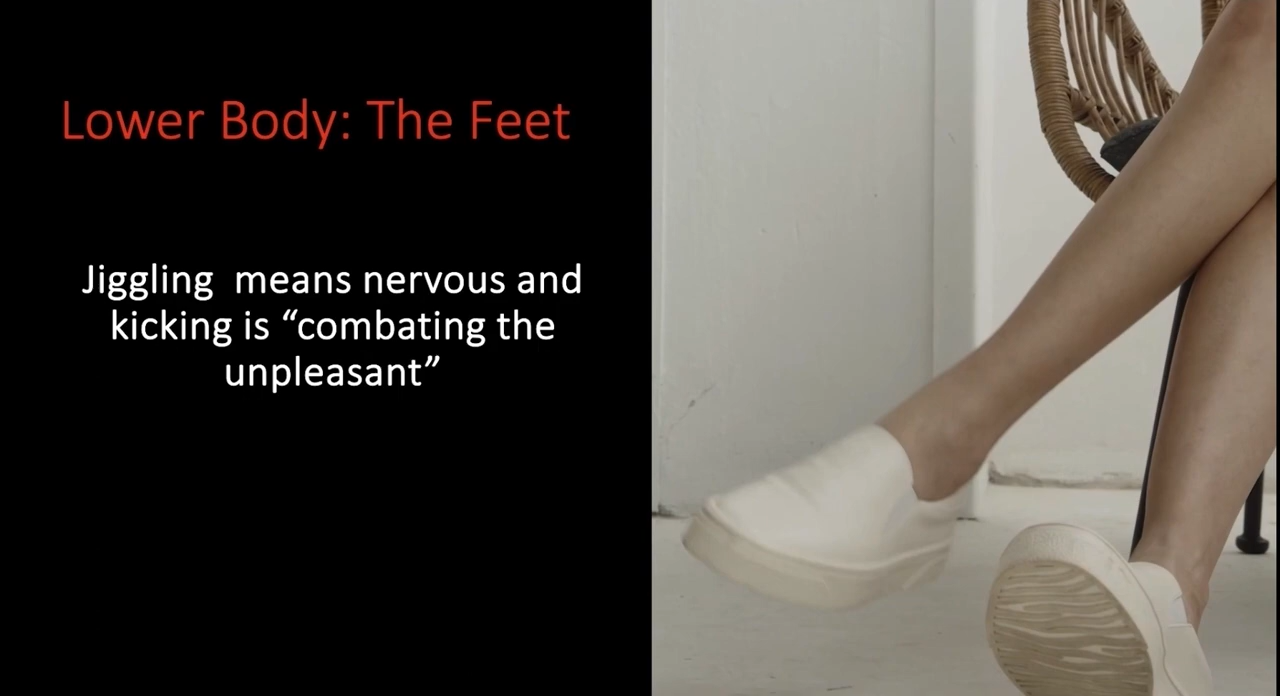 Lower Body: The Feet
Jiggling  means nervous and
kicking is “combating the
unpleasant”